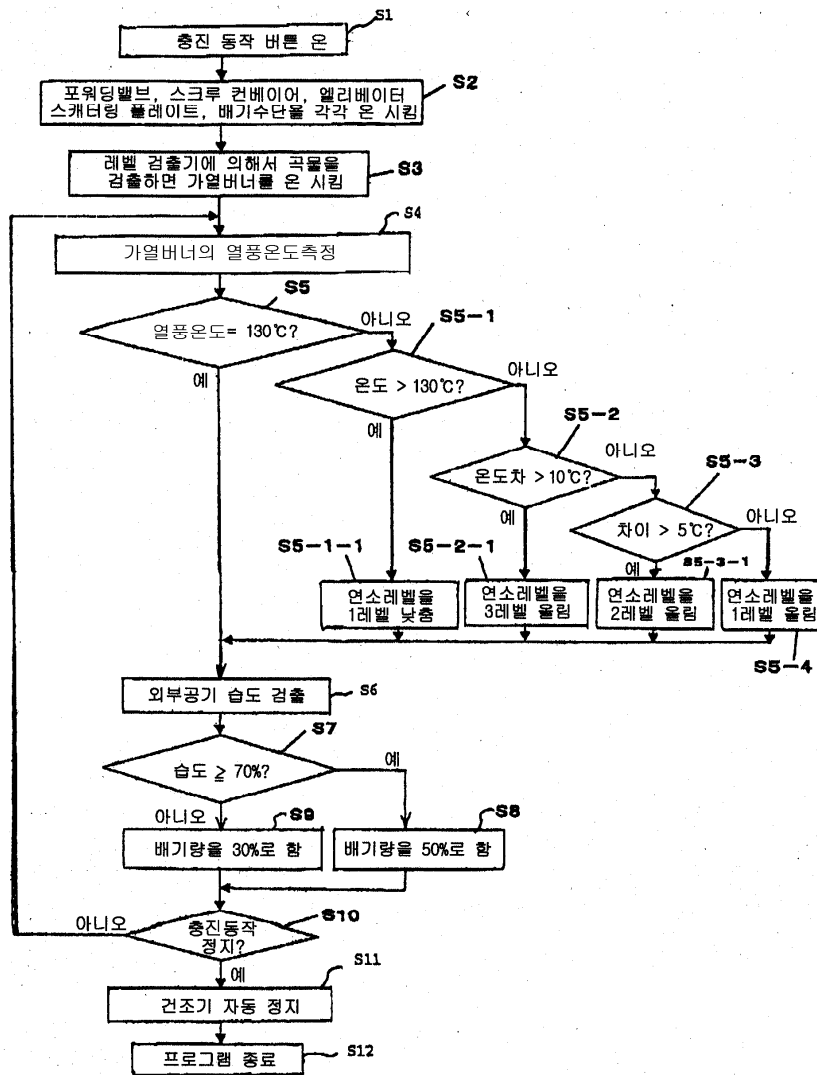 S1
충진 동작 버튼 온
S2
포워딩밸브, 스크루 컨베이어, 엘리베이터
스캐터링 플레이트, 배기수단을 각각 온 시킴
S3
레벨 검출기에 의해서 곡물을
검출하면 가열버너를 온 시킴
S4
가열버너의 열풍온도측정
S5
열풍온도= 130℃?
아니오
예
S5-1
온도 > 130℃?
아니오
예
S5-2
온도차 > 10℃?
아니오
예
S5-3
차이 > 5℃?
아니오
예
S5-1-1
연소레벨을
1레벨 낮춤
S5-2-1
연소레벨을
3레벨 올림
S5-3-1
연소레벨을
2레벨 올림
연소레벨을
1레벨 올림
S5-4
외부공기 습도 검출
S6
S7
습도 ≧ 70%?
예
아니오
S9
배기량을 30%로 함
S8
배기량을 50%로 함
S10
충진동작
정지?
아니오
예
S11
건조기 자동 정지
프로그램 종료
S12